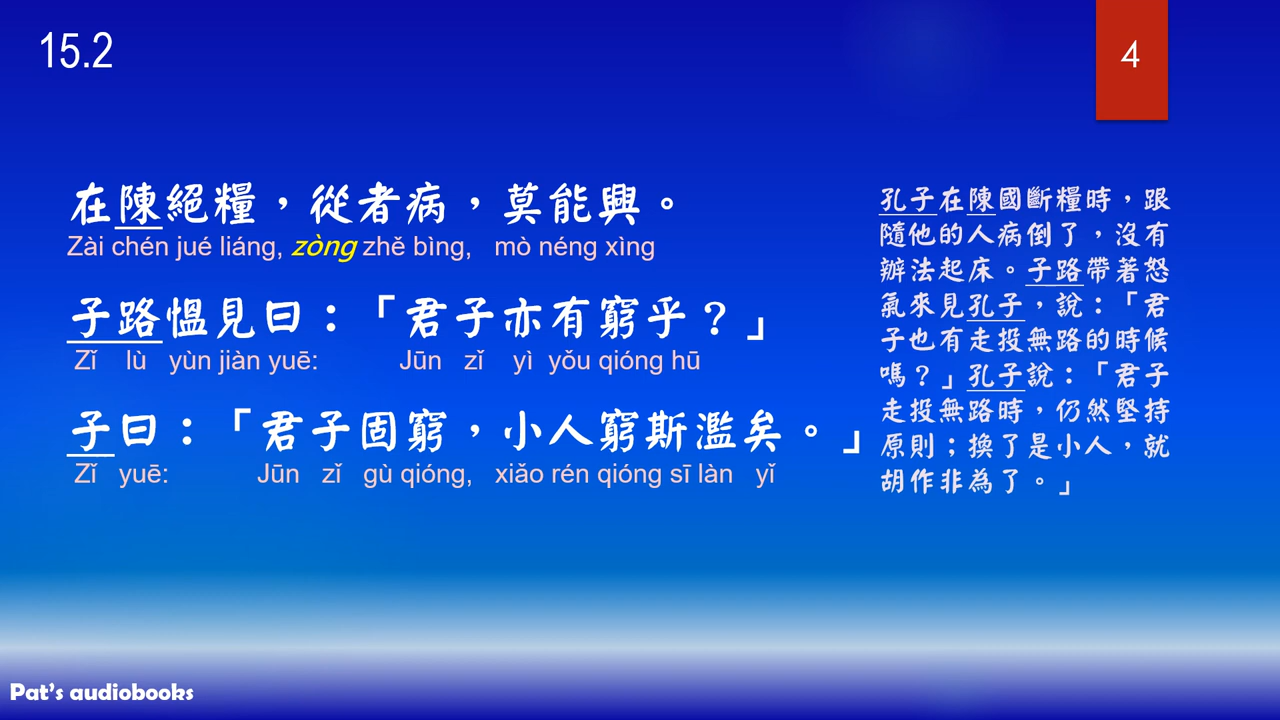 15.2
4
在陳絕糧，從者病，莫能興。
Zài chén jué liáng, zòng zhě bìng, mò néng xìng
子路慍見曰：「君子亦有窮乎？」
Zǐ lù yùn jiàn yuē: Jūn zǐ yì yǒu qióng hū
子曰：「君子固窮，小人窮斯濫矣。」
Zǐ yuē: Jūn zǐ gù qióng, xiǎo rén qióng sī làn yǐ
孔子在陳國斷糧時，跟
隨他的人病倒了，沒有
辦法起床。子路帶著怒
氣來見孔子，說：「君
子也有走投無路的時候
嗎？」孔子說：「君子
走投無路時，仍然堅持
原則；換了是小人，就
胡作非為了。」
Pat's audiobooks